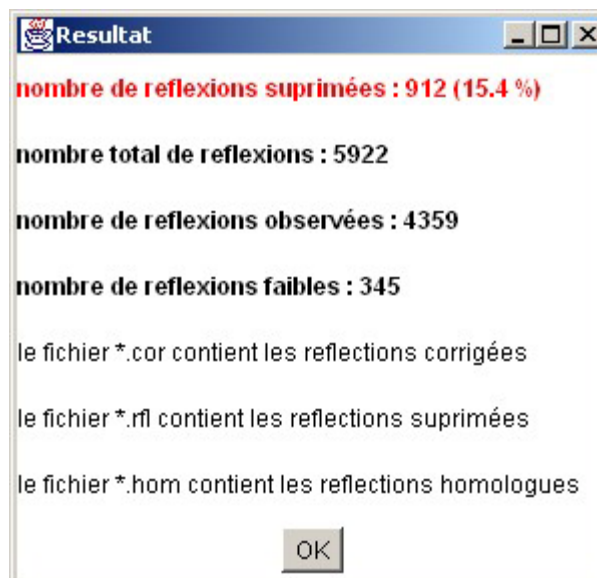 Resultat
nombre de reflexions suprimées : 912 (15.4 %)
nombre total de reflexions : 5922
nombre de reflexions observées : 4359
nombre de reflexions faibles : 345
le fichier *.cor contient les reflections corrigées
le fichier *.rfl contient les reflections suprimées
le fichier *.hom contient les reflections homologues
OK